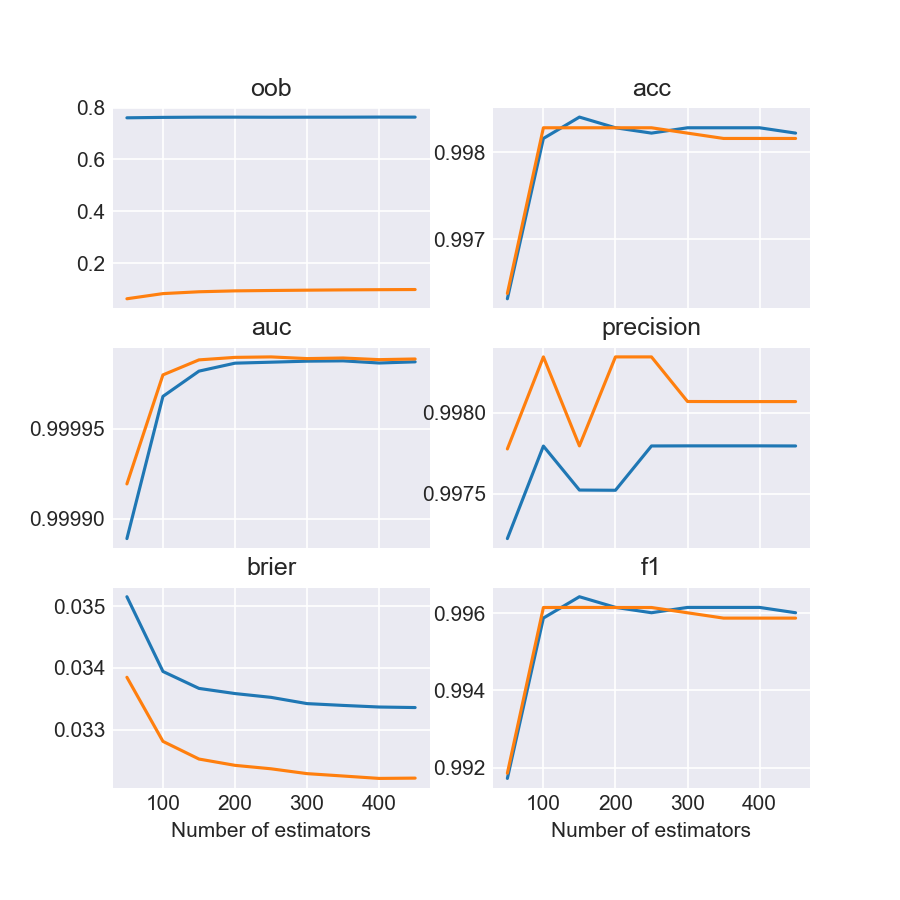 oob
0.8
0.6
0.4
0.2
acc
0.998
0.997
auc
0.99995
0.99990
precision
0.9980
0.9975
brier
0.035
0.034
0.033
100 200 300 400
Number of estimators
f1
0.996
0.994
0.992
100 200 300 400
Number of estimators